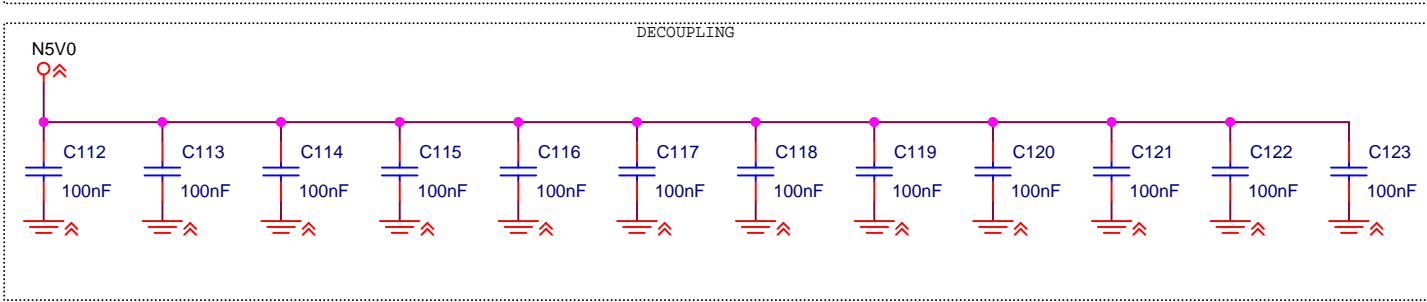 DECOUPLING
N5V0
C112 C113 C114 C115 C116 C117 C118 C119 C120 C121 C122 C123
100nF 100nF 100nF 100nF 100nF 100nF 100nF 100nF 100nF 100nF 100nF 100nF